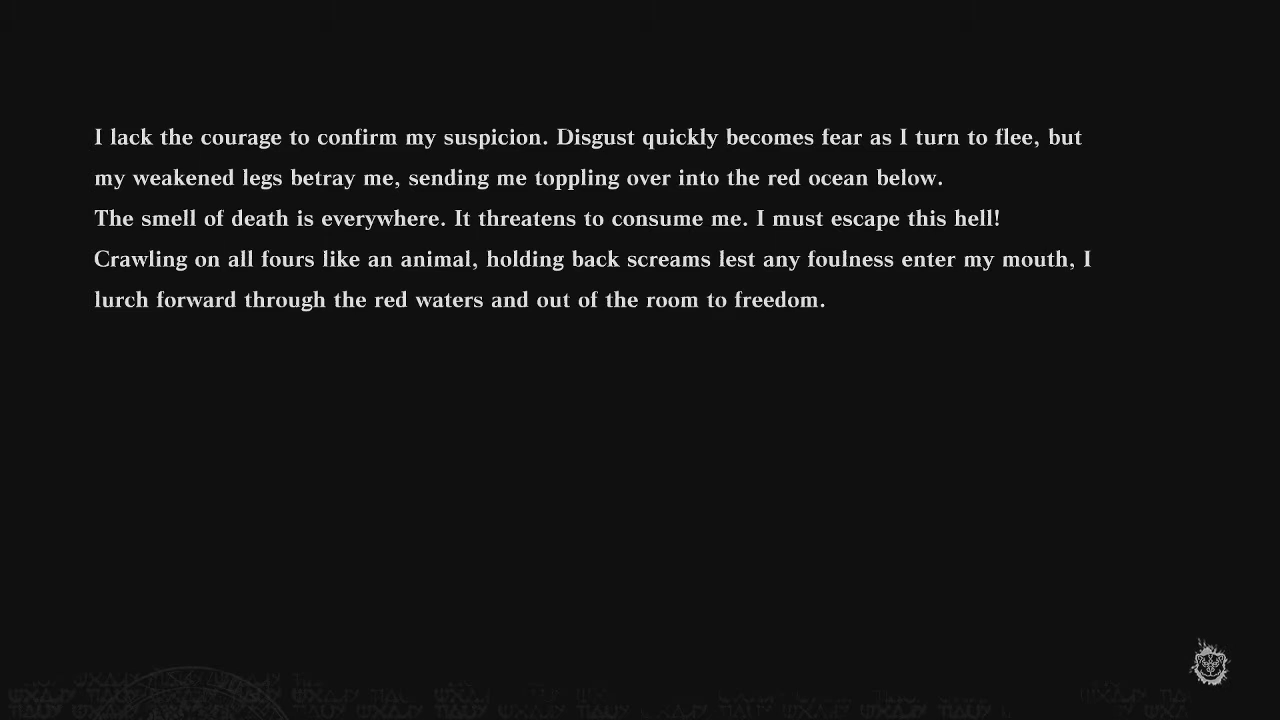 I lack the courage to confirm my suspicion. Disgust quickly becomes fear as I turn to flee, but
my weakened legs betray me, sending me toppling over into the red ocean below.
The smell of death is everywhere. It threatens to consume me. I must escape this hell!
Crawling on all fours like an animal, holding back screams lest any foulness enter my mouth, I
lurch forward through the red waters and out of the room to freedom.